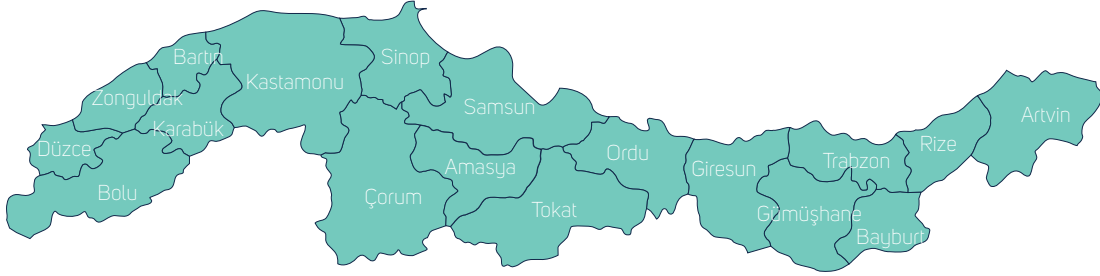 Bartın
Sinop
Kastamonu
Zonguldak
Samsun
Artvin
Karabük
Düzce
Rize
Ordu
Trabzon
Amasya
Giresun
Bolu
Çorum
Tokat
Gümüşhane
Bayburt